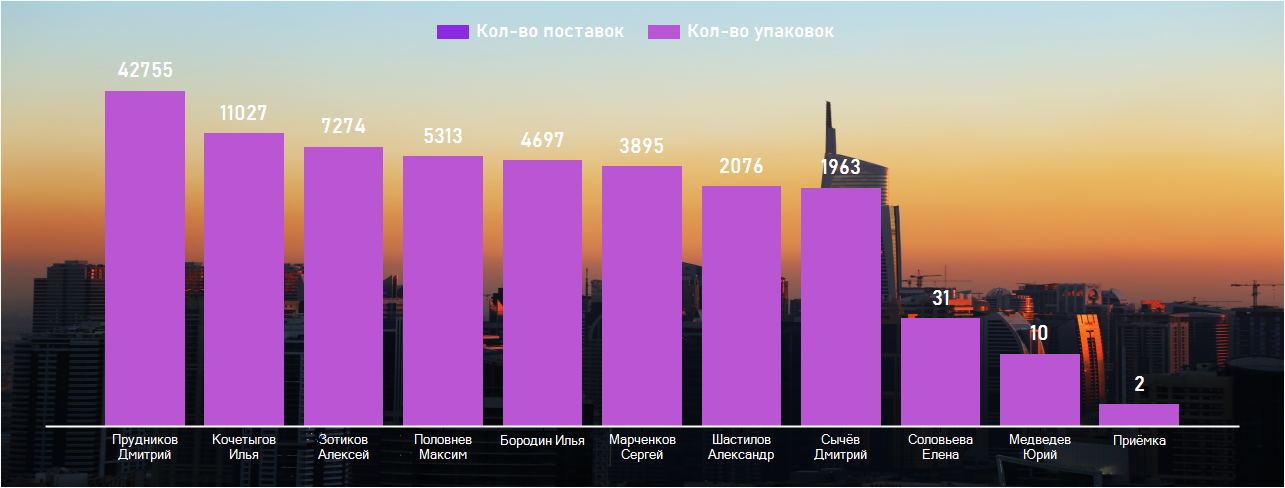 Кол-во поставок Кол-во упаковок
42755
11027
7274
5313
4697
3895
2076
1963
31
10
2
Прудников
Дмитрий
Кочетыгов
Илья
Зотиков
Алексей
Половнев
Максим
Бородин Илья
Марченков
Сергей
Шастилов
Александр
Сычёв
Дмитрий
Соловьева
Елена
Медведев
Юрий
Приёмка